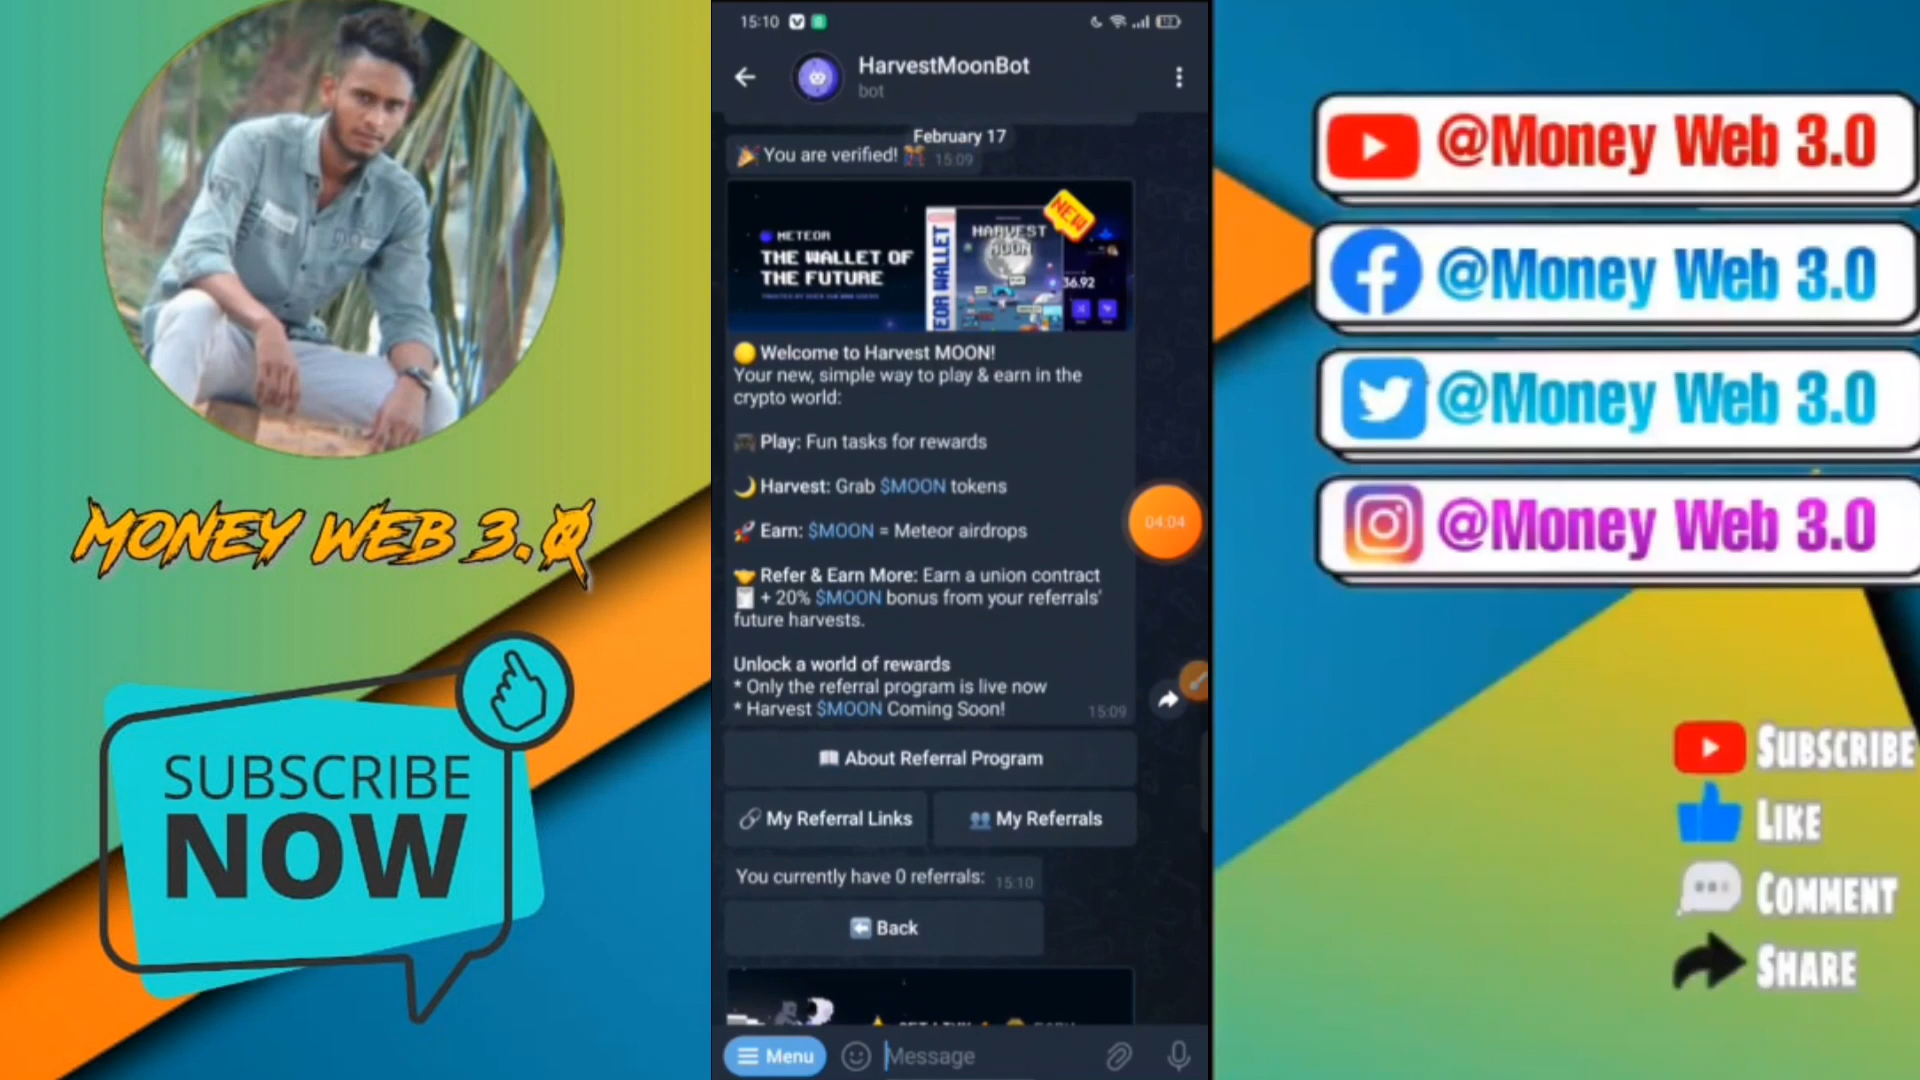 MONEY WEB 3.0
SUBSCRIBE
NOW
15:10
HarvestMoonBot
bot
February 17
You are verified!
15:09
METEOR
THE WALLET OF
THE FUTURE
HARVEST
MOON
NEW
36.92
Welcome to Harvest MOON!
Your new, simple way to play & earn in the
crypto world:
Play: Fun tasks for rewards
Harvest: Grab $MOON tokens
Earn: $MOON = Meteor airdrops
Refer & Earn More: Earn a union contract
+ 20% $MOON bonus from your referrals'
future harvests.
Unlock a world of rewards
* Only the referral program is live now
* Harvest $MOON Coming Soon!
15:09
04:04
About Referral Program
My Referral Links
My Referrals
You currently have 0 referrals:
15:10
Back
Menu
Message
@Money Web 3.0
@Money Web 3.0
@Money Web 3.0
@Money Web 3.0
SUBSCRIBE
LIKE
COMMENT
SHARE